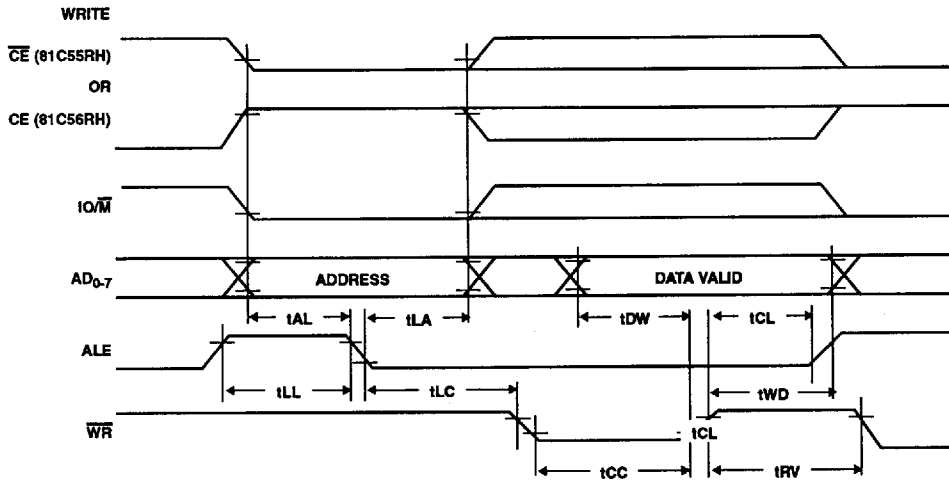 WRITE
CE (81C55RH)
OR
CE (81C56RH)
IO/M
AD0-7
ADDRESS
DATA VALID
tAL
tLA
tDW
tCL
ALE
tLL
tLC
tWD
WR
tCL
tCC
tRV